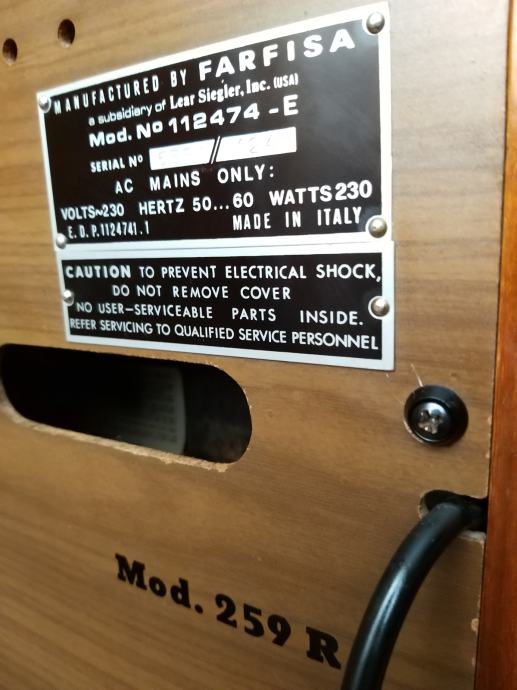 MANUFACTURED BY FARFISA
a subsidiary of Lear Siegler, Inc. (USA)
Mod. No 112474 -E
SERIAL No
AC MAINS ONLY:
VOLTS~230 HERTZ 50...60 WATTS 230
E. D. P. 1124741.1 MADE IN ITALY
CAUTION TO PREVENT ELECTRICAL SHOCK,
DO NOT REMOVE COVER
NO USER-SERVICEABLE PARTS INSIDE.
REFER SERVICING TO QUALIFIED SERVICE PERSONNEL
Mod. 259 R